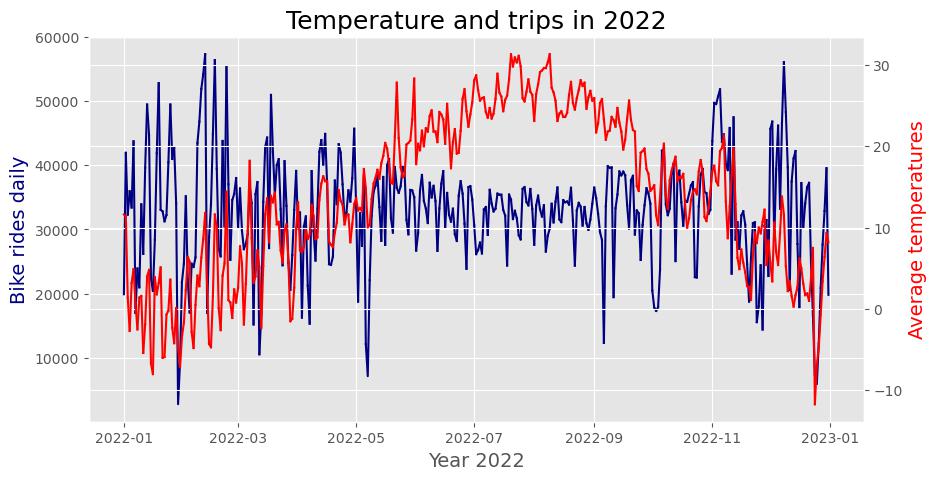 Temperature and trips in 2022
Bike rides daily
60000
50000
40000
30000
20000
10000
30
20
10
0
−10
Average temperatures
2022-01 2022-03 2022-05 2022-07 2022-09 2022-11 2023-01
Year 2022